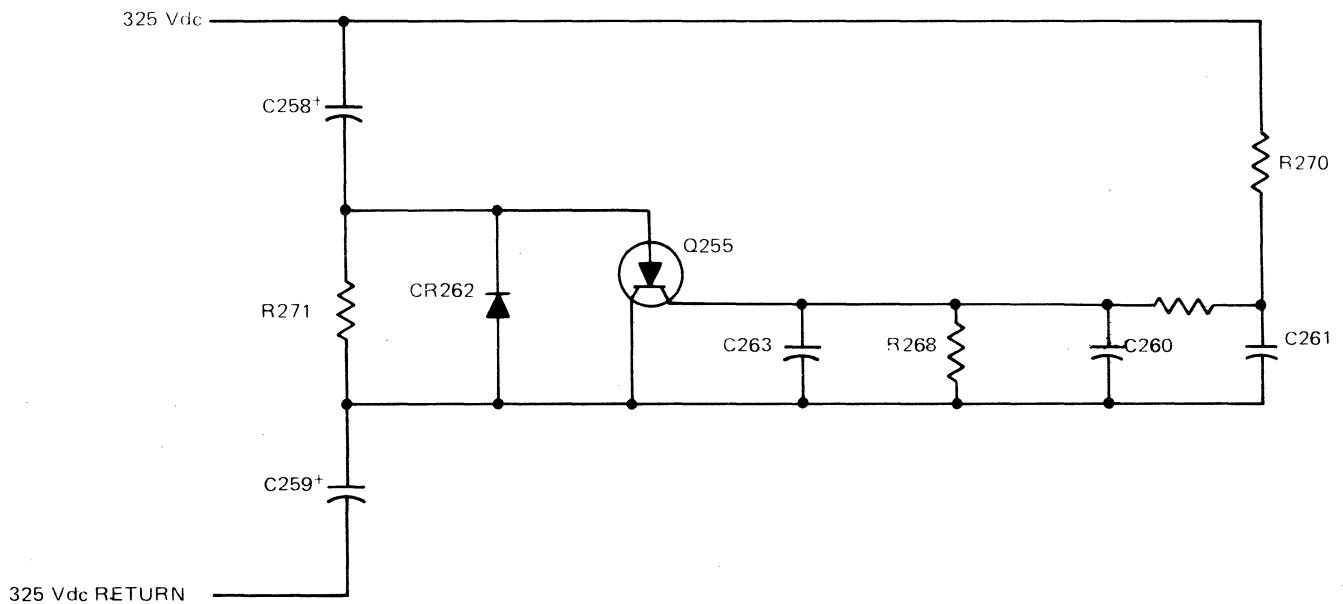 325 Vdc
C258+
R270
Q255
CR262
R271
C263
R268
C260
C261
C259+
325 Vdc RETURN